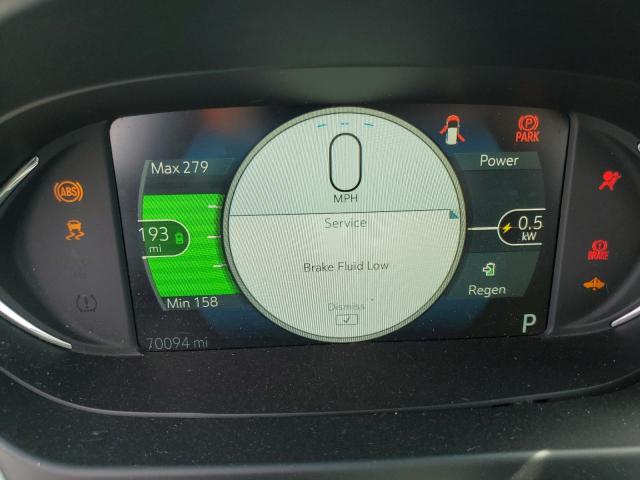 0
MPH
Service
Brake Fluid Low
Dismiss
Max 279
193
mi
Min 158
70094 mi
ABS
PARK
Power
0.5
kW
Regen
P
BRAKE